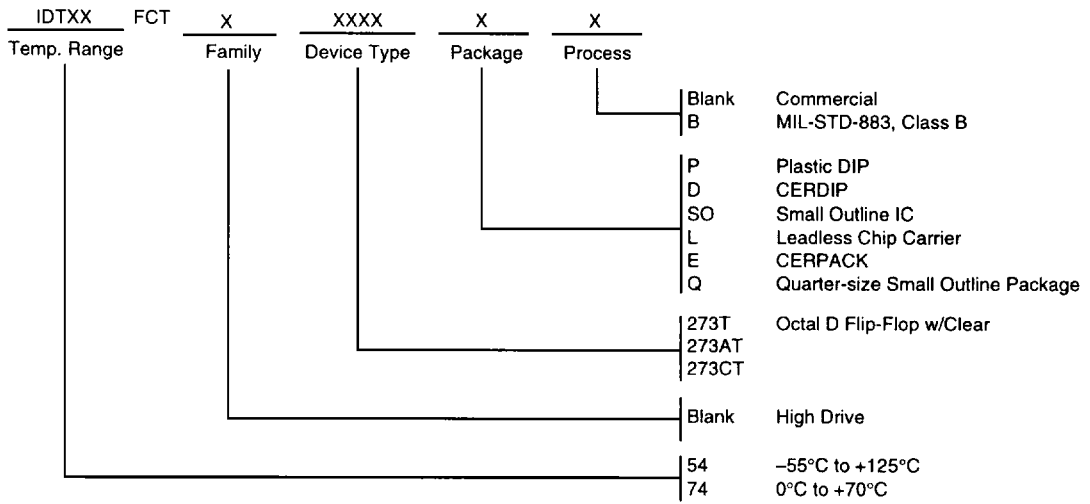 IDTXX FCT X XXXX X X
Temp. Range Family Device Type Package Process
Blank Commercial
B MIL-STD-883, Class B
P Plastic DIP
D CERDIP
SO Small Outline IC
L Leadless Chip Carrier
E CERPACK
Q Quarter-size Small Outline Package
273T Octal D Flip-Flop w/Clear
273AT
273CT
Blank High Drive
54 –55°C to +125°C
74 0°C to +70°C